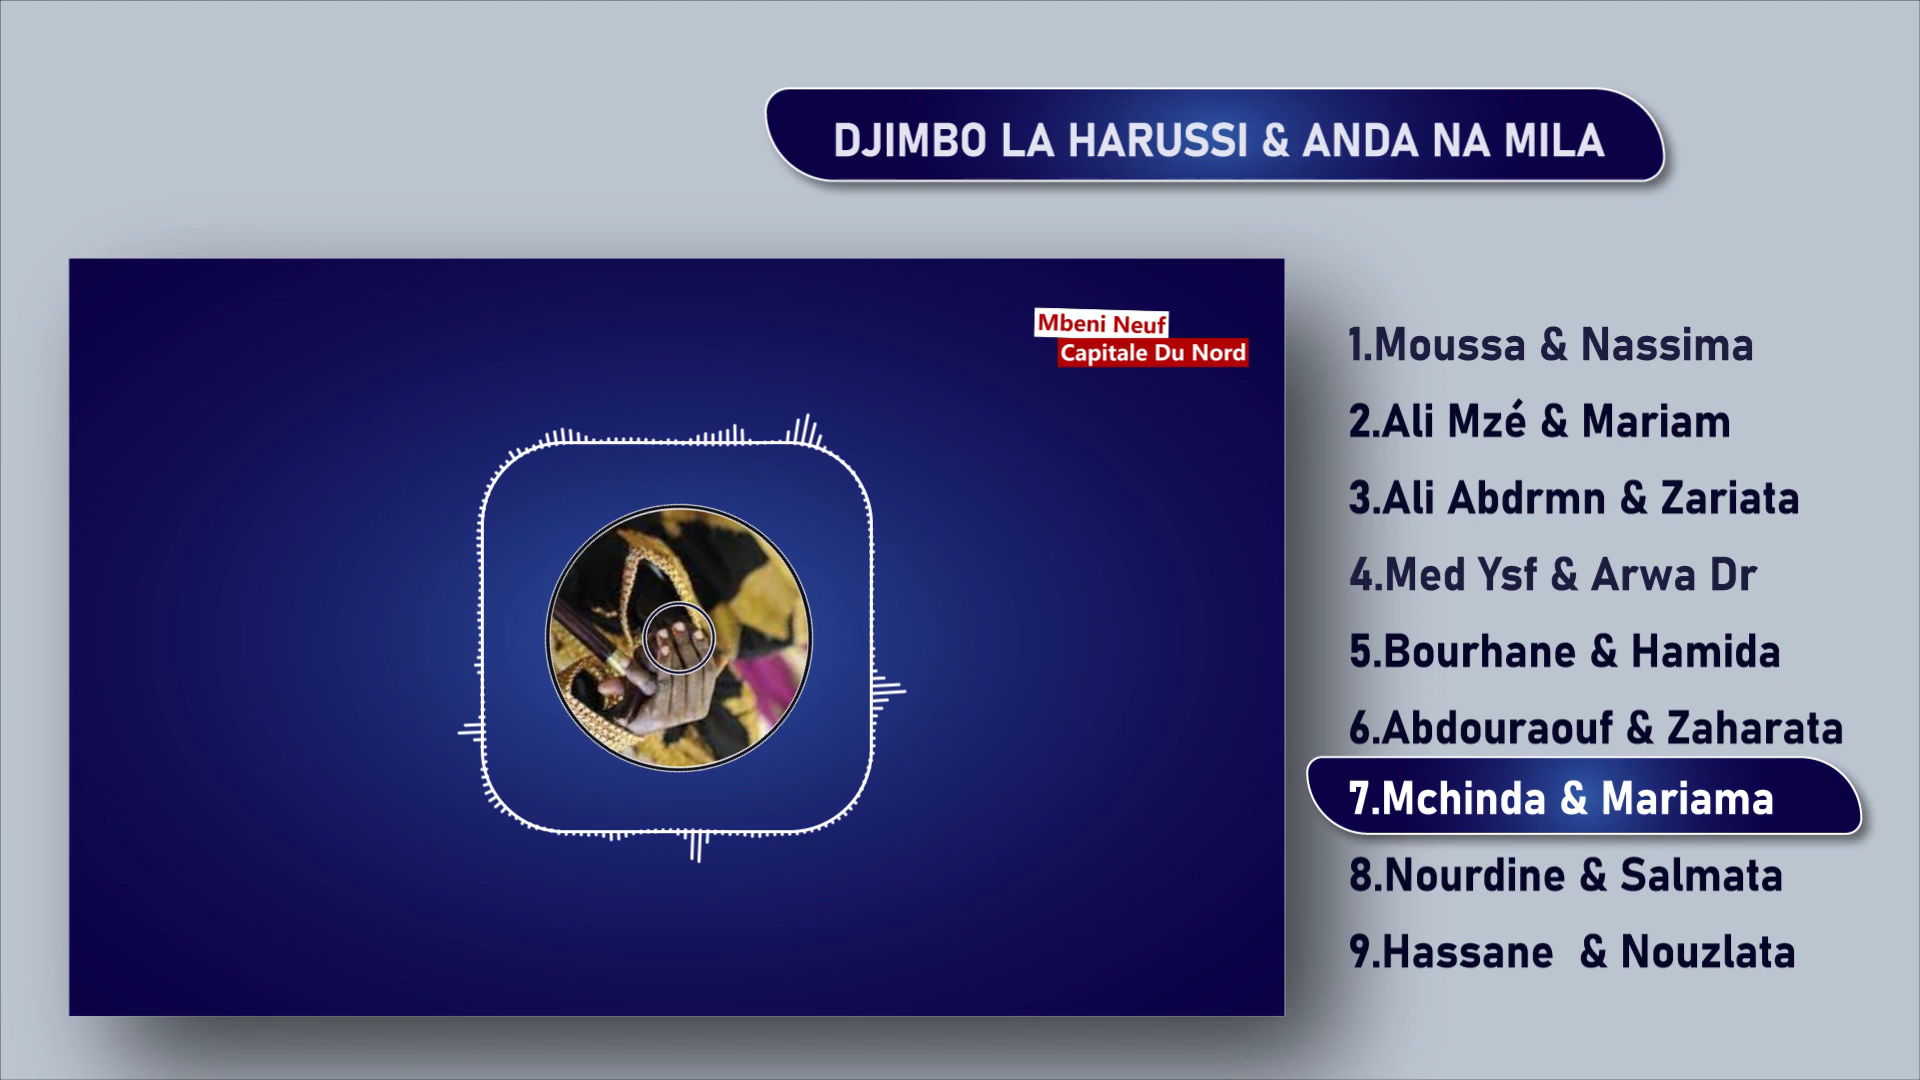 DJIMBO LA HARUSSI & ANDA NA MILA
Mbeni Neuf
Capitale Du Nord
1.Moussa & Nassima
2.Ali Mzé & Mariam
3.Ali Abdrmn & Zariata
4.Med Ysf & Arwa Dr
5.Bourhane & Hamida
6.Abdouraouf & Zaharata
7.Mchinda & Mariama
8.Nourdine & Salmata
9.Hassane  & Nouzlata